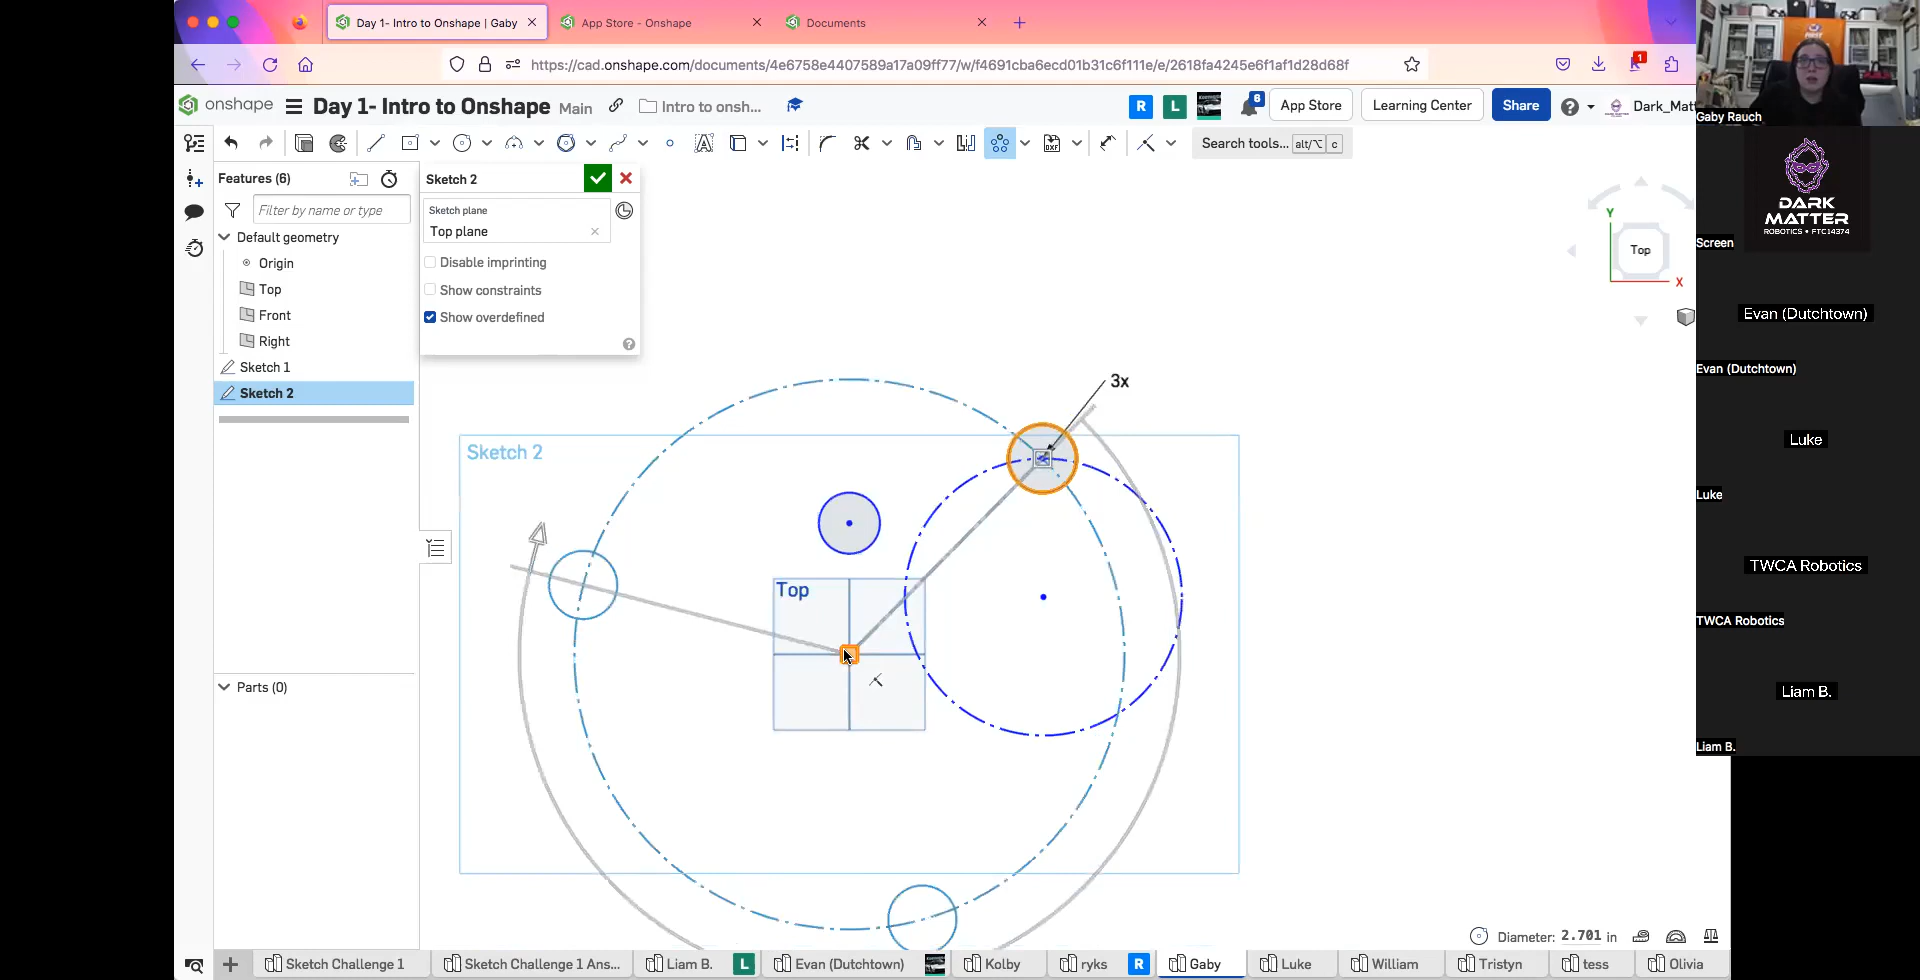 Day 1- Intro to Onshape | Gaby
App Store - Onshape
Documents
https://cad.onshape.com/documents/4e6758e4407589a17a09ff77/w/f4691cba6ecd01b31c6f111e/e/2618fa4245e6f1af1d28d68f
1
onshape
Day 1- Intro to Onshape
Main
Intro to onsh...
R
L
6
App Store
Learning Center
Share
Dark_Matt
Search tools...
alt/⌥
c
Features (6)
Filter by name or type
Default geometry
Origin
Top
Front
Right
Sketch 1
Sketch 2
Parts (0)
Sketch 2
Sketch plane
Top plane
Disable imprinting
Show constraints
Show overdefined
Sketch 2
3x
Top
Y
Top
X
Diameter: 2.701 in
Sketch Challenge 1
Sketch Challenge 1 Ans...
Liam B.
L
Evan (Dutchtown)
Kolby
ryks
R
Gaby
Luke
William
Tristyn
tess
Olivia
Gaby Rauch
DARK
MATTER
ROBOTICS • FTC14374
Screen
Evan (Dutchtown)
Evan (Dutchtown)
Luke
Luke
TWCA Robotics
TWCA Robotics
Liam B.
Liam B.